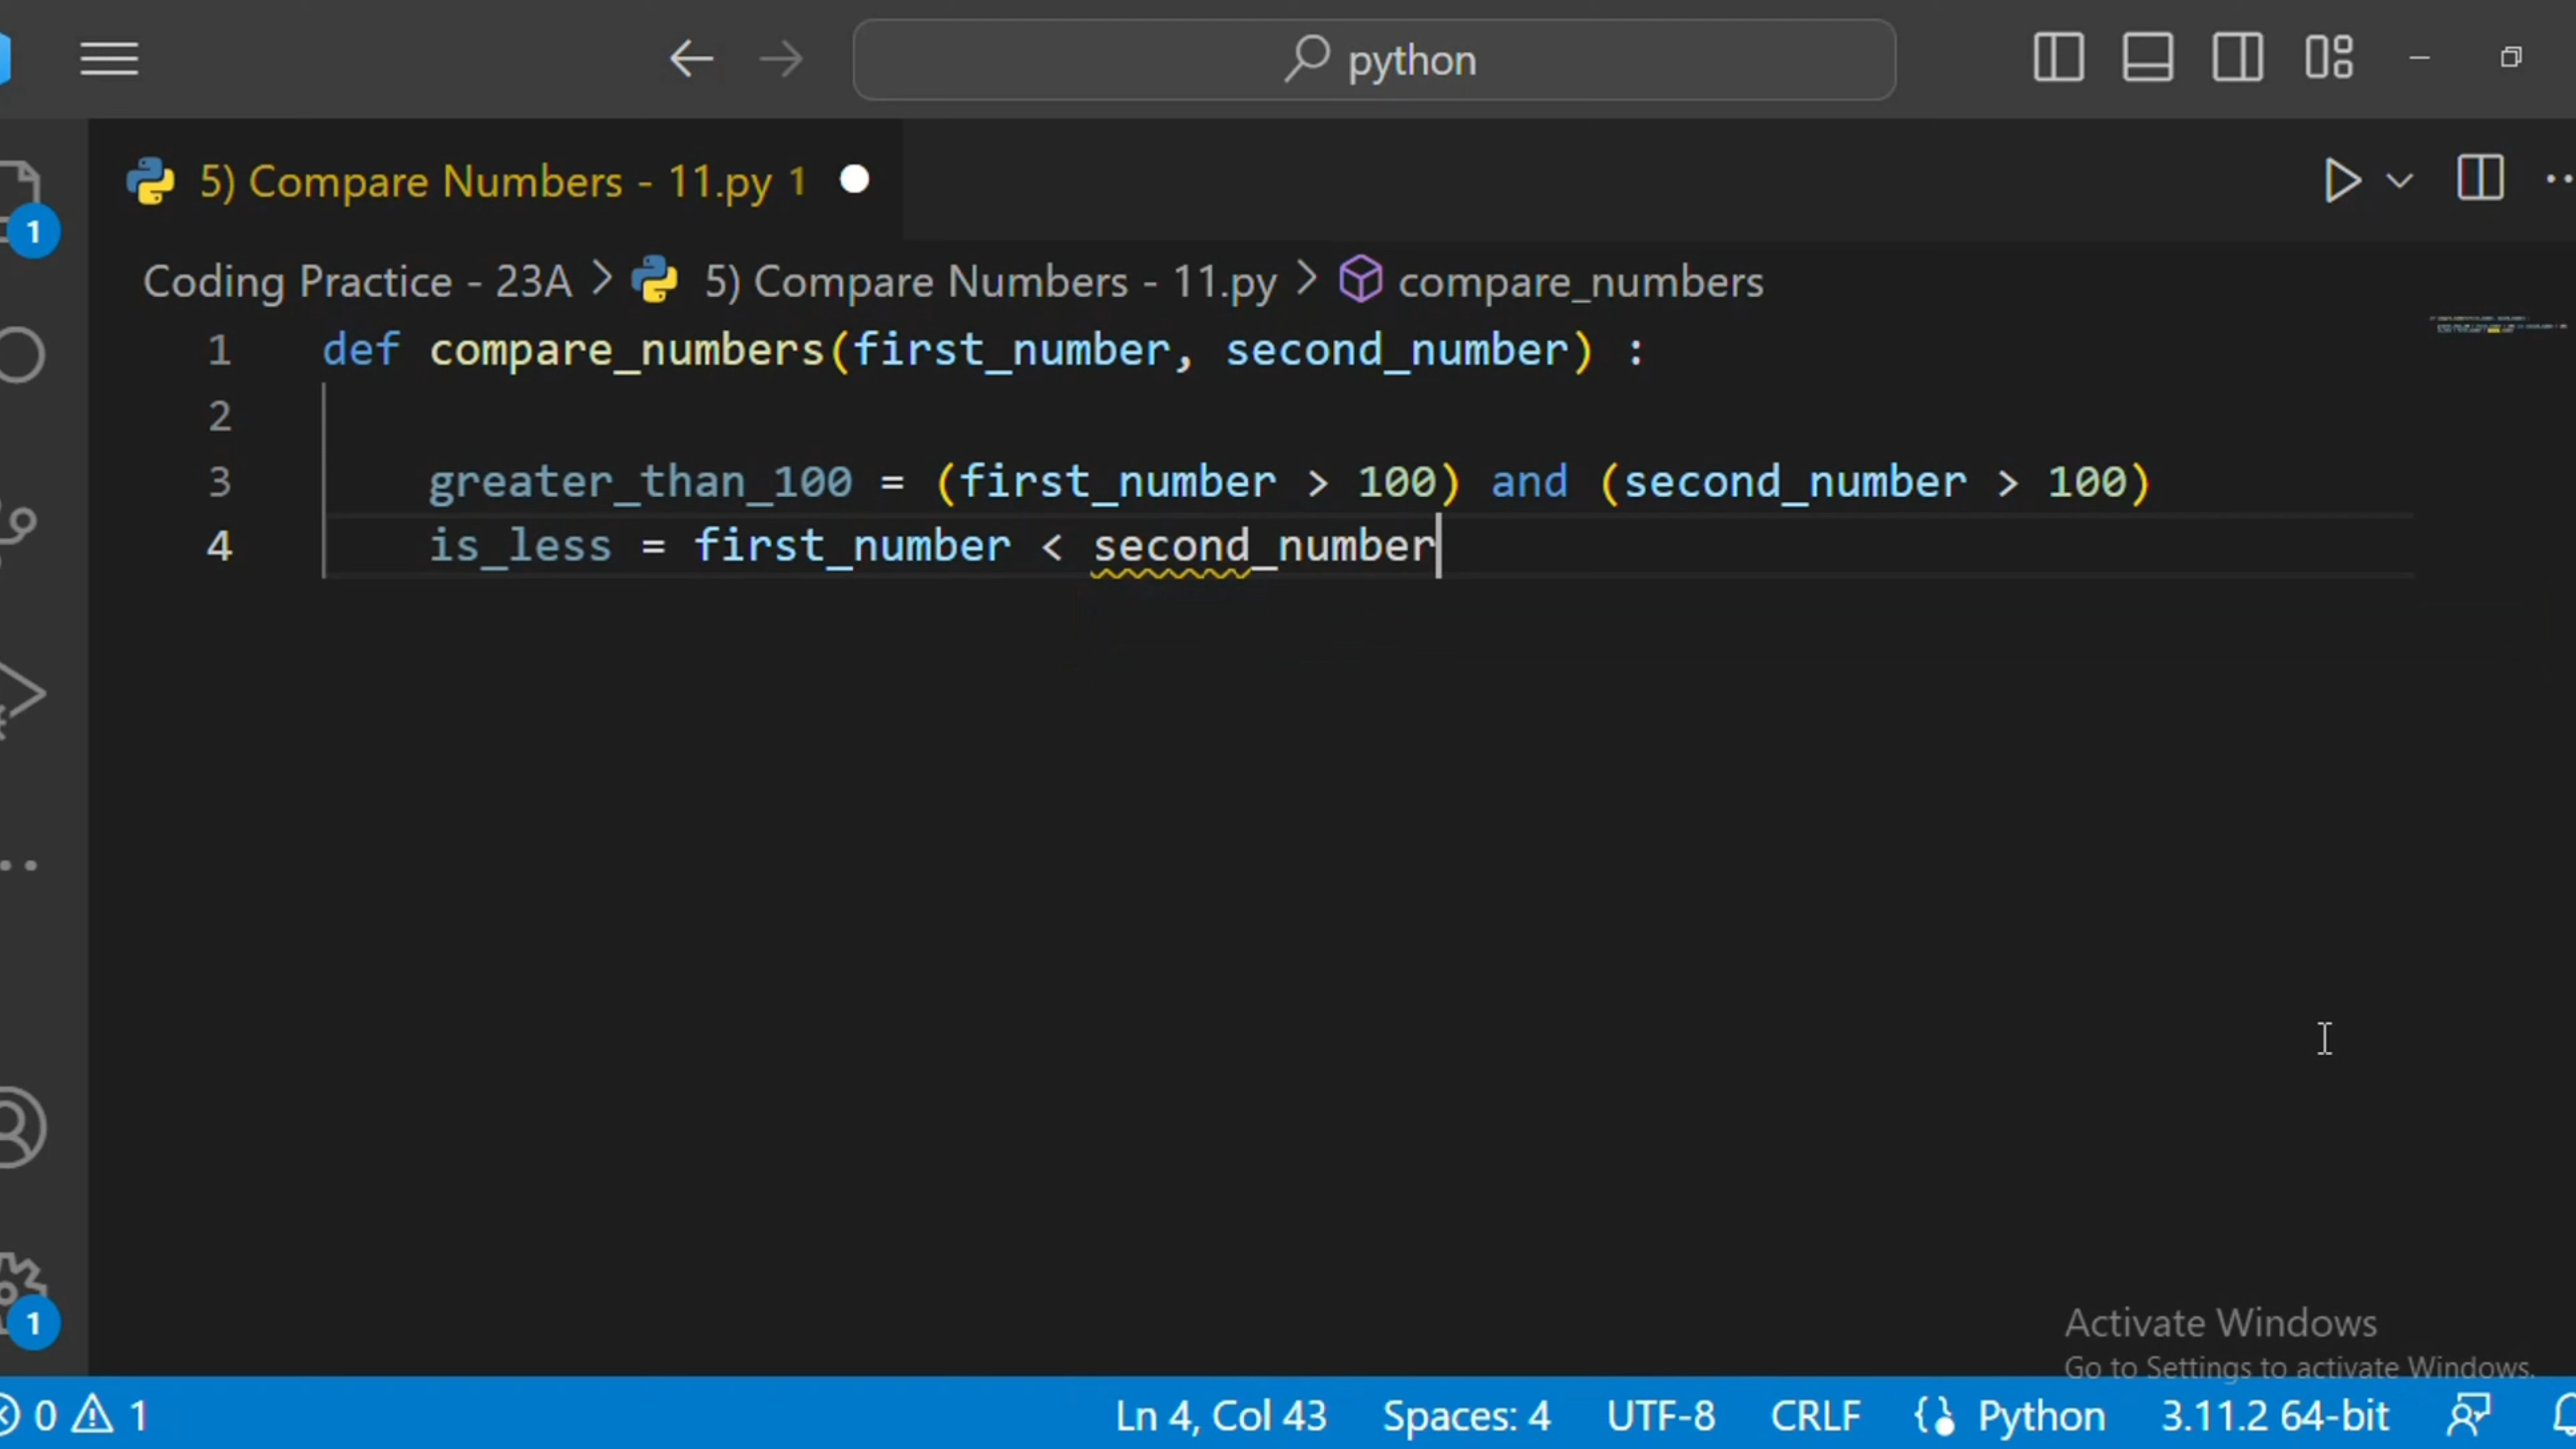 python
5) Compare Numbers - 11.py 1
1
Coding Practice - 23A > 5) Compare Numbers - 11.py > compare_numbers
1 def compare_numbers(first_number, second_number) :
2
3 greater_than_100 = (first_number > 100) and (second_number > 100)
4 is_less = first_number < second_number
1
Activate Windows
Go to Settings to activate Windows.
0 1 Ln 4, Col 43 Spaces: 4 UTF-8 CRLF Python 3.11.2 64-bit